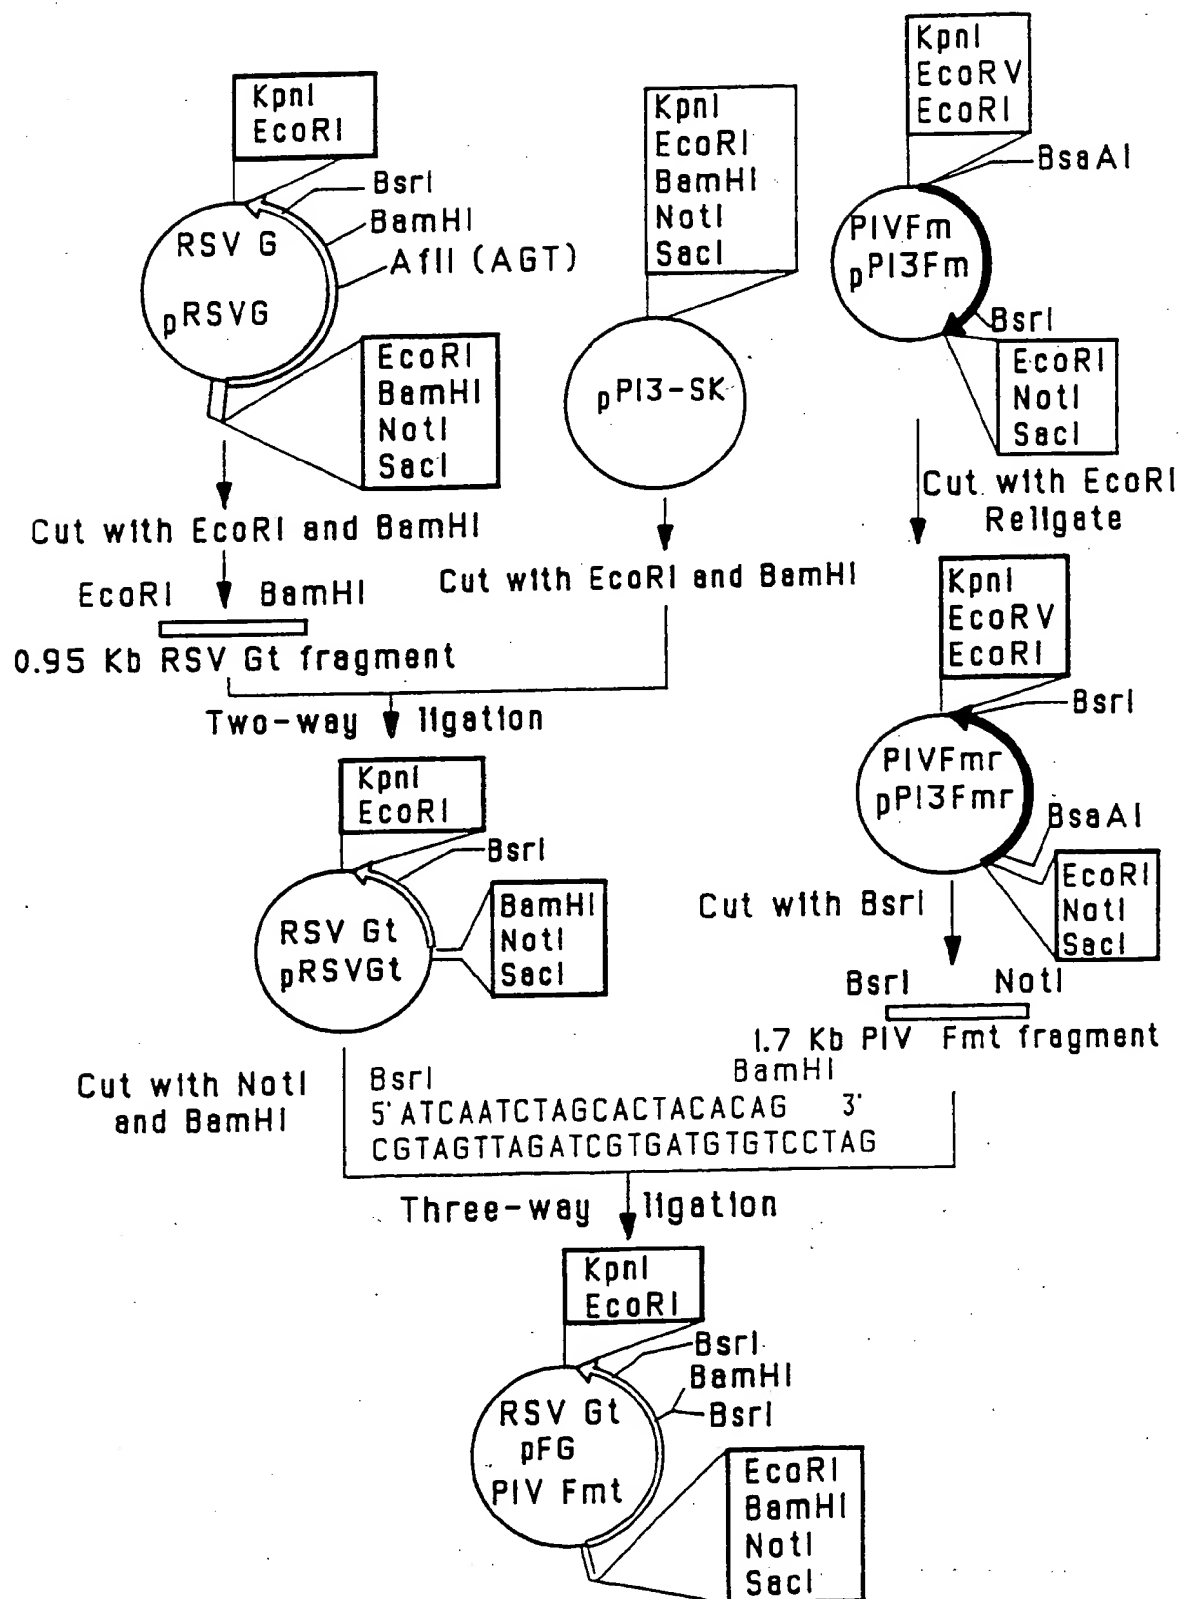 KpnI
EcoRI
BsrI
BamHI
AflI (AGT)
RSV G
pRSVG
EcoRI
BamHI
NotI
SacI
Cut with EcoRI and BamHI
EcoRI BamHI
0.95 Kb RSV Gt fragment
KpnI
EcoRI
BamHI
NotI
SacI
pPI3-SK
Cut with EcoRI and BamHI
KpnI
EcoRV
EcoRI
BsaAI
PIVFm
pPI3Fm
BsrI
EcoRI
NotI
SacI
Cut with EcoRI
Religate
KpnI
EcoRV
EcoRI
BsrI
PIVFmr
pPI3Fmr
BsaAI
EcoRI
NotI
SacI
Cut with BsrI
BsrI NotI
1.7 Kb PIV Fmt fragment
Two-way ligation
KpnI
EcoRI
BsrI
RSV Gt
pRSVGt
BamHI
NotI
SacI
Cut with NotI
and BamHI
BsrI BamHI
5' ATCAATCTAGCACTACACAG 3'
CGTAGTTAGATCGTGATGTGTCCTAG
Three-way ligation
KpnI
EcoRI
BsrI
BamHI
BsrI
RSV Gt
pFG
PIV Fmt
EcoRI
BamHI
NotI
SacI